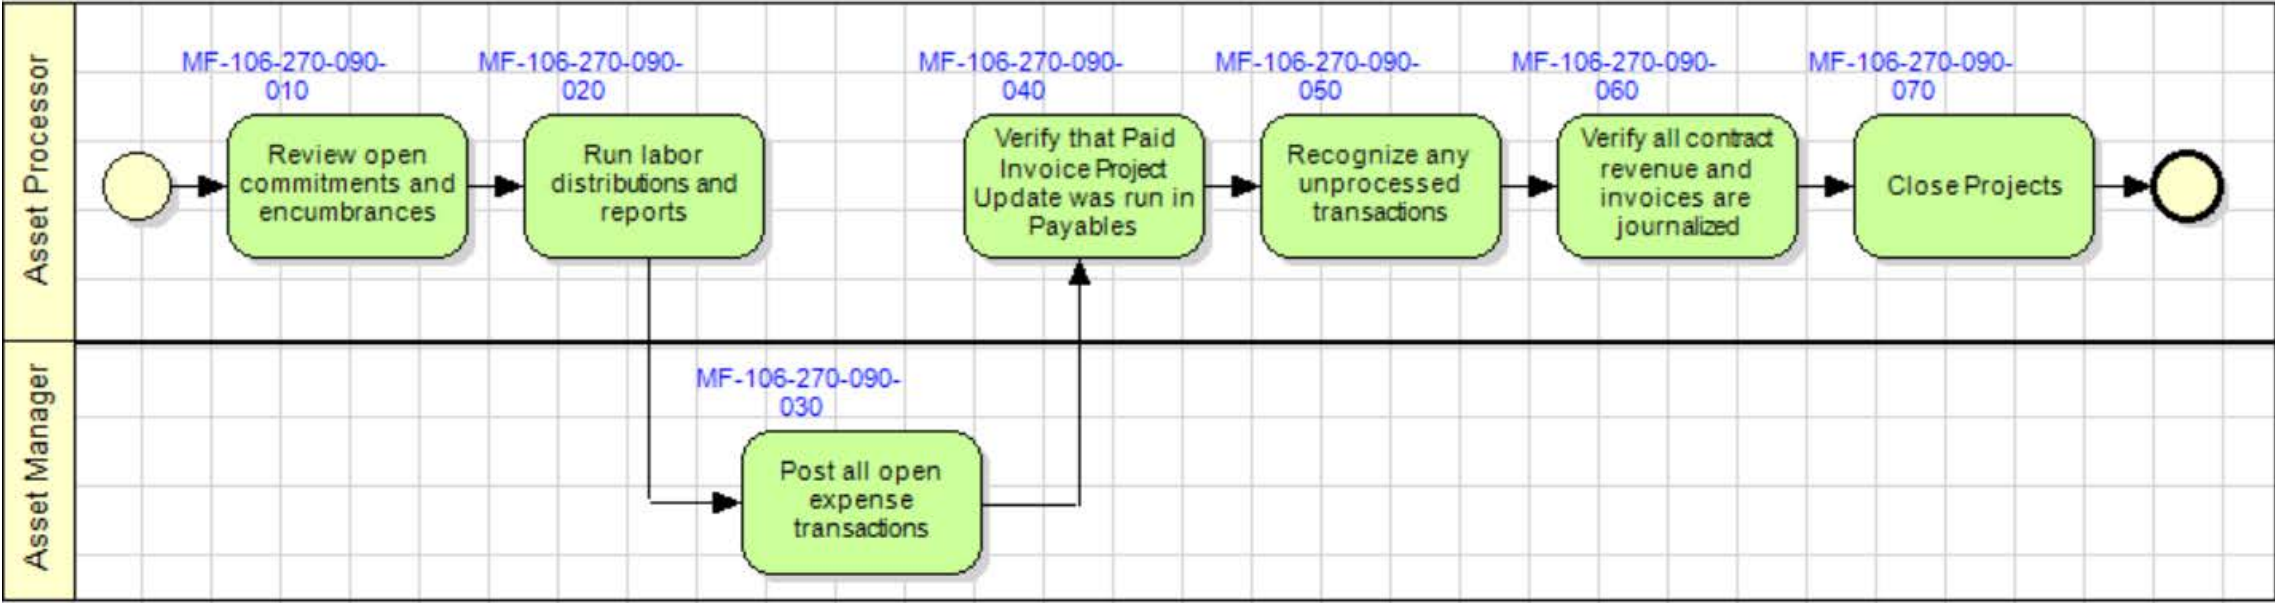 Asset Processor
MF-106-270-090-
010
Review open
commitments and
encumbrances
MF-106-270-090-
020
Run labor
distributions and
reports
MF-106-270-090-
040
Verify that Paid
Invoice Project
Update was run in
Payables
MF-106-270-090-
050
Recognize any
unprocessed
transactions
MF-106-270-090-
060
Verify all contract
revenue and
invoices are
journalized
MF-106-270-090-
070
Close Projects
Asset Manager
MF-106-270-090-
030
Post all open
expense
transactions